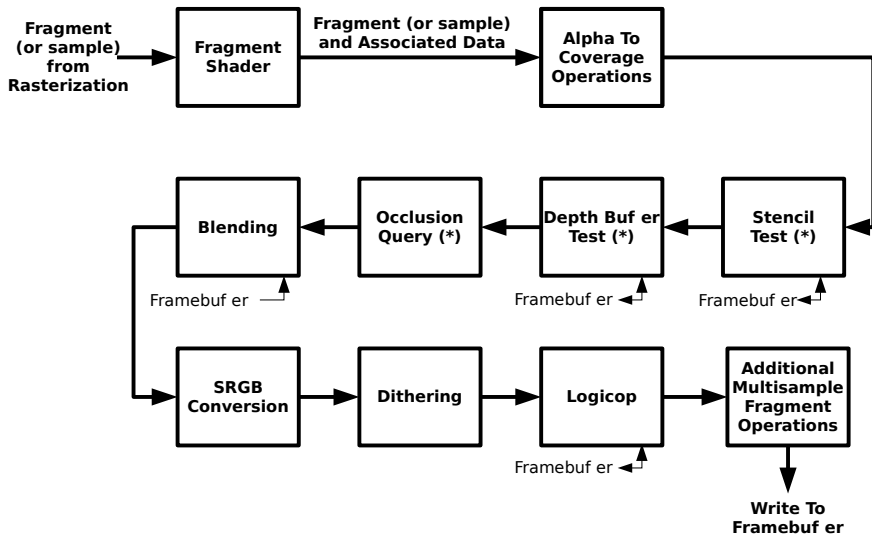 Fragment
(or sample)
from
Rasterization
Fragment
Shader
Fragment (or sample)
and Associated Data
Alpha To
Coverage
Operations
Blending
Occlusion
Query (*)
Depth Buf er
Test (*)
Stencil
Test (*)
Framebuf er
Framebuf er
Framebuf er
SRGB
Conversion
Dithering
Logicop
Additional
Multisample
Fragment
Operations
Framebuf er
Write To
Framebuf er